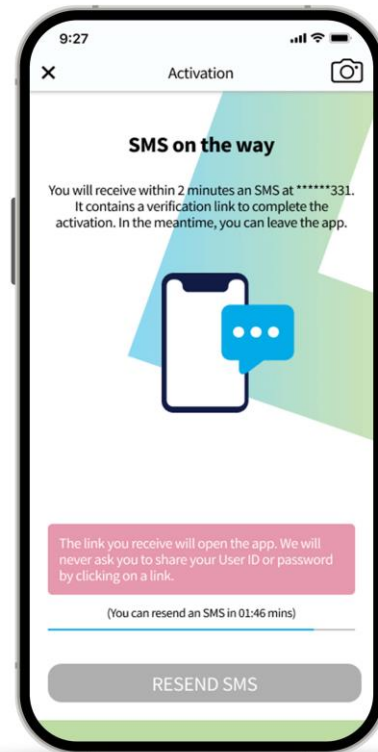 9:27
Activation
SMS on the way
You will receive within 2 minutes an SMS at ******331.
It contains a verification link to complete the
activation. In the meantime, you can leave the app.
The link you receive will open the app. We will
never ask you to share your User ID or password
by clicking on a link.
(You can resend an SMS in 01:46 mins)
RESEND SMS